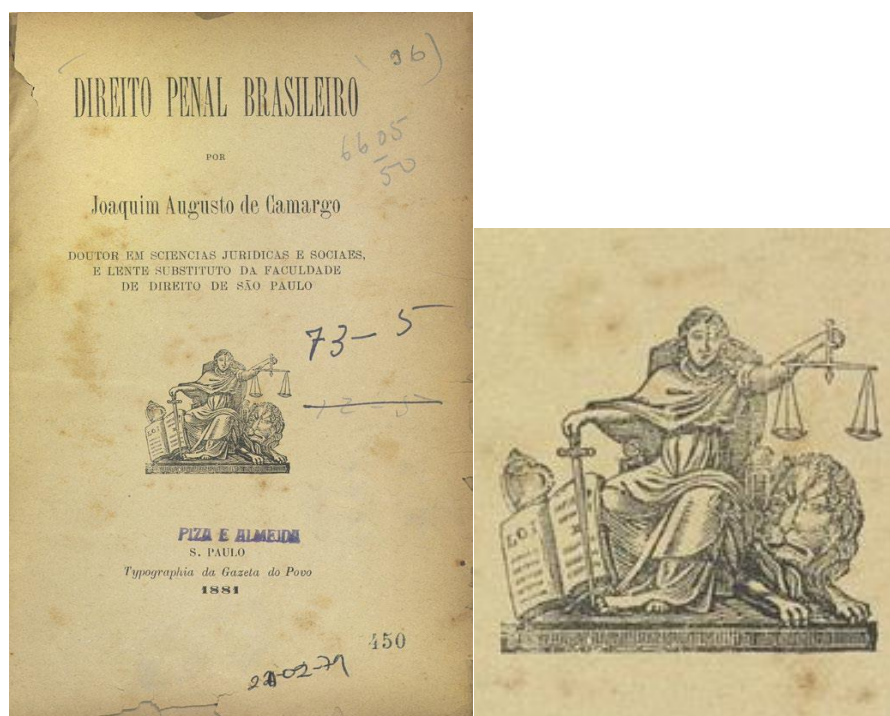 96)
DIREITO PENAL BRASILEIRO
6605
50
POR
Joaquim Augusto de Camargo
DOUTOR EM SCIENCIAS JURIDICAS E SOCIAES,
E LENTE SUBSTITUTO DA FACULDADE
DE DIREITO DE SÃO PAULO
73-5
LOI
PIZA E ALMEIDA
S. PAULO
Typographia da Gazeta do Povo
1881
450
LOI